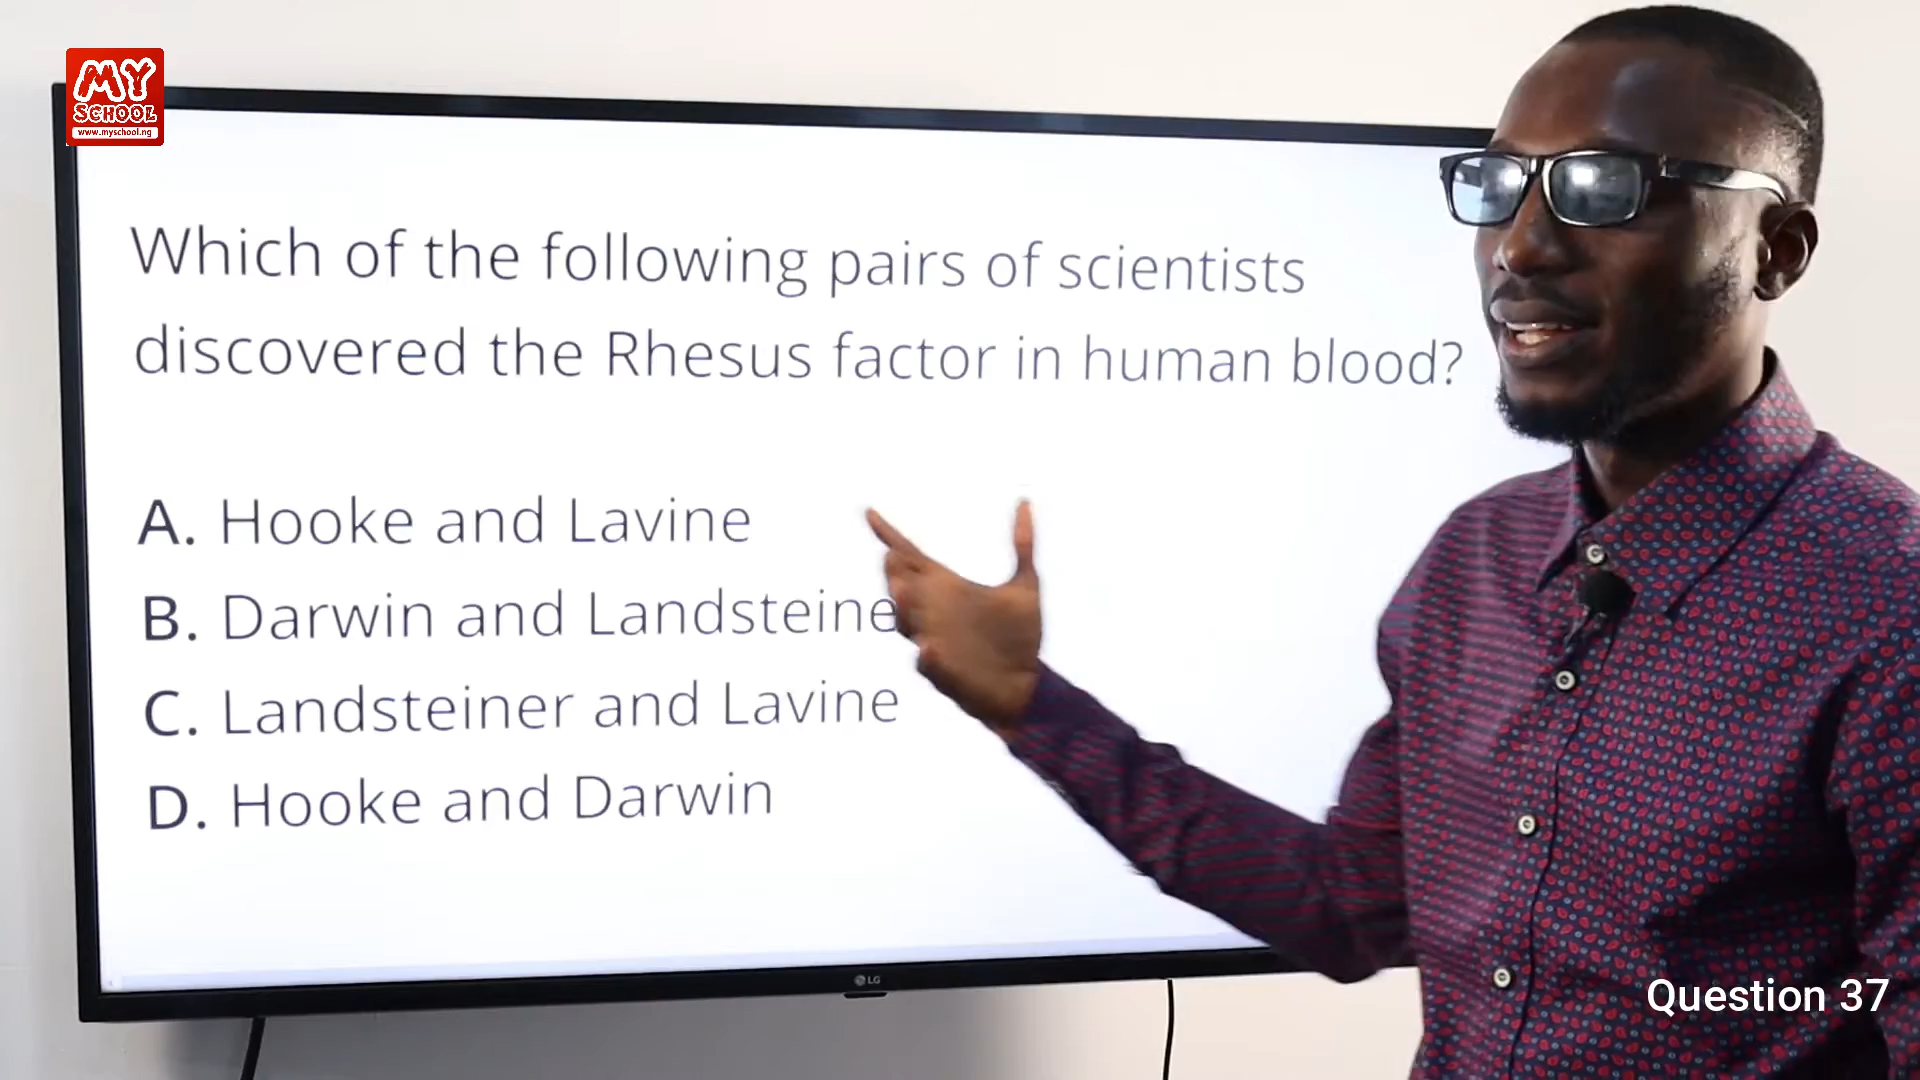 MY
SCHOOL
www.myschool.ng
Which of the following pairs of scientists
discovered the Rhesus factor in human blood?
A. Hooke and Lavine
B. Darwin and Landsteine
C. Landsteiner and Lavine
D. Hooke and Darwin
LG
Question 37